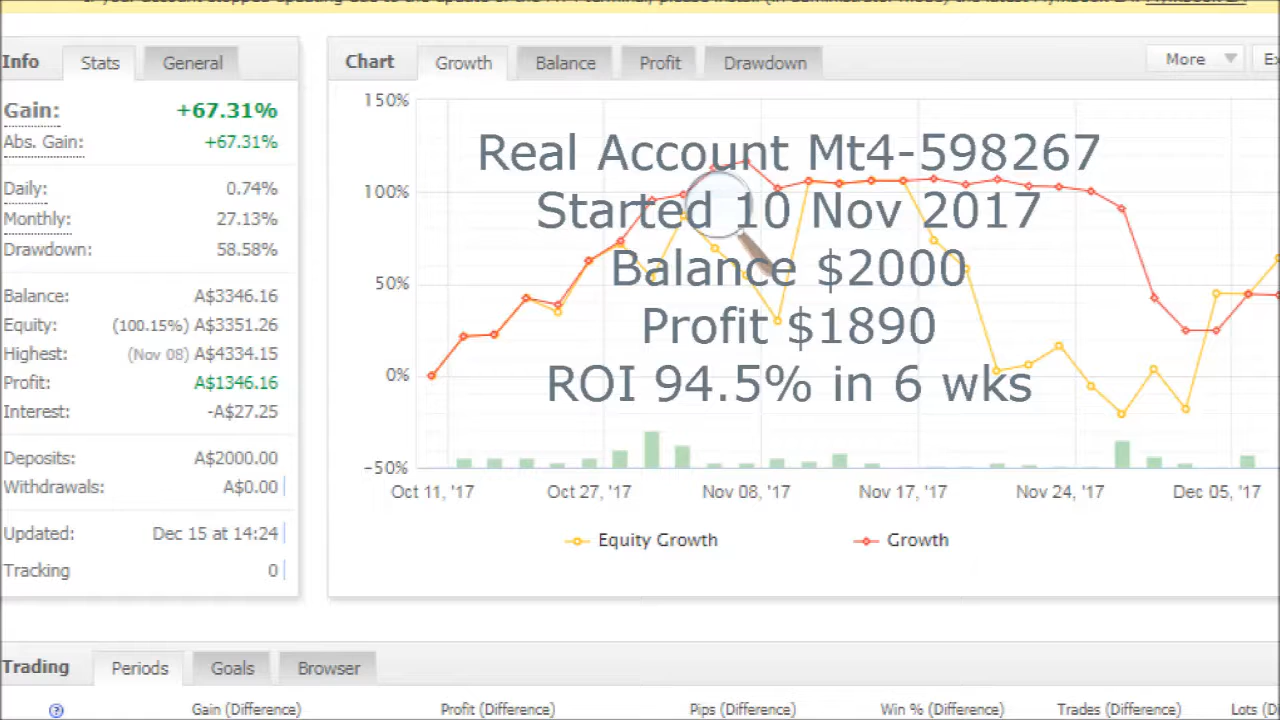 Info Stats General
Gain: +67.31%
Abs. Gain: +67.31%
Daily: 0.74%
Monthly: 27.13%
Drawdown: 58.58%
Balance: A$3346.16
Equity: (100.15%) A$3351.26
Highest: (Nov 08) A$4334.15
Profit: A$1346.16
Interest: -A$27.25
Deposits: A$2000.00
Withdrawals: A$0.00
Updated: Dec 15 at 14:24
Tracking 0
Chart Growth Balance Profit Drawdown More
150%
100%
50%
0%
-50%
Real Account Mt4-598267
Started 10 Nov 2017
Balance $2000
Profit $1890
ROI 94.5% in 6 wks
Oct 11, '17 Oct 27, '17 Nov 08, '17 Nov 17, '17 Nov 24, '17 Dec 05, '17
Equity Growth Growth
Trading Periods Goals Browser
Gain (Difference) Profit (Difference) Pips (Difference) Win % (Difference) Trades (Difference) Lots